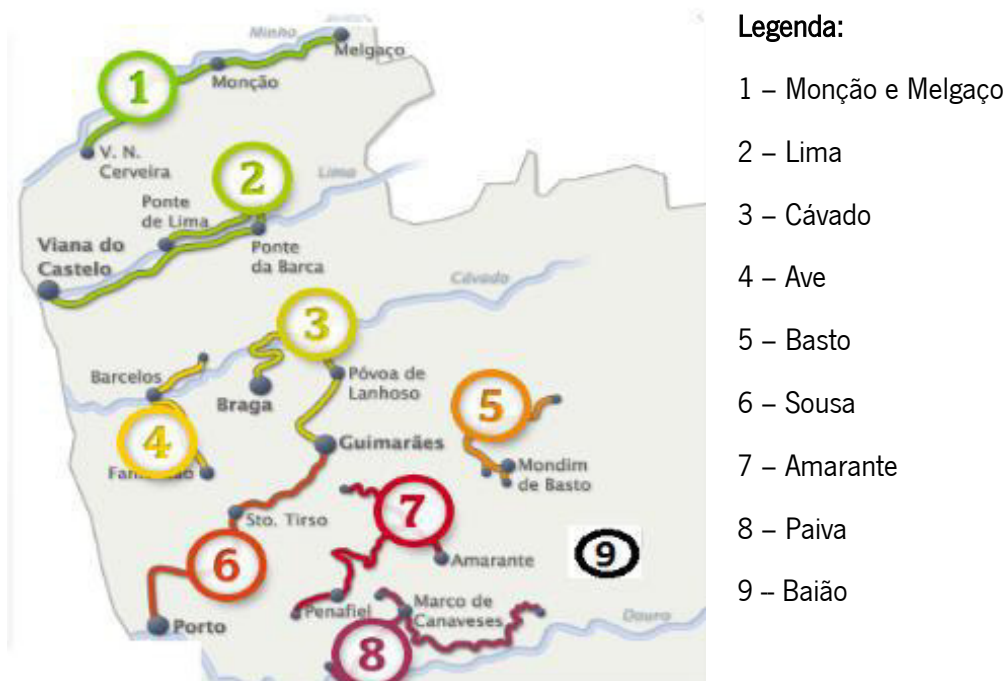 Minho
Melgaço
Monção
1
V. N.
Cerveira
2
Lima
Ponte
de Lima
Viana do
Castelo
Ponte
da Barca
Cávado
3
Barcelos
Póvoa de
Lanhoso
Braga
5
4
Guimarães
Mondim
de Basto
7
Sto. Tirso
9
6
Amarante
Penafiel
Marco de
Canaveses
Douro
Porto
8
Legenda:
1 – Monção e Melgaço
2 – Lima
3 – Cávado
4 – Ave
5 – Basto
6 – Sousa
7 – Amarante
8 – Paiva
9 – Baião